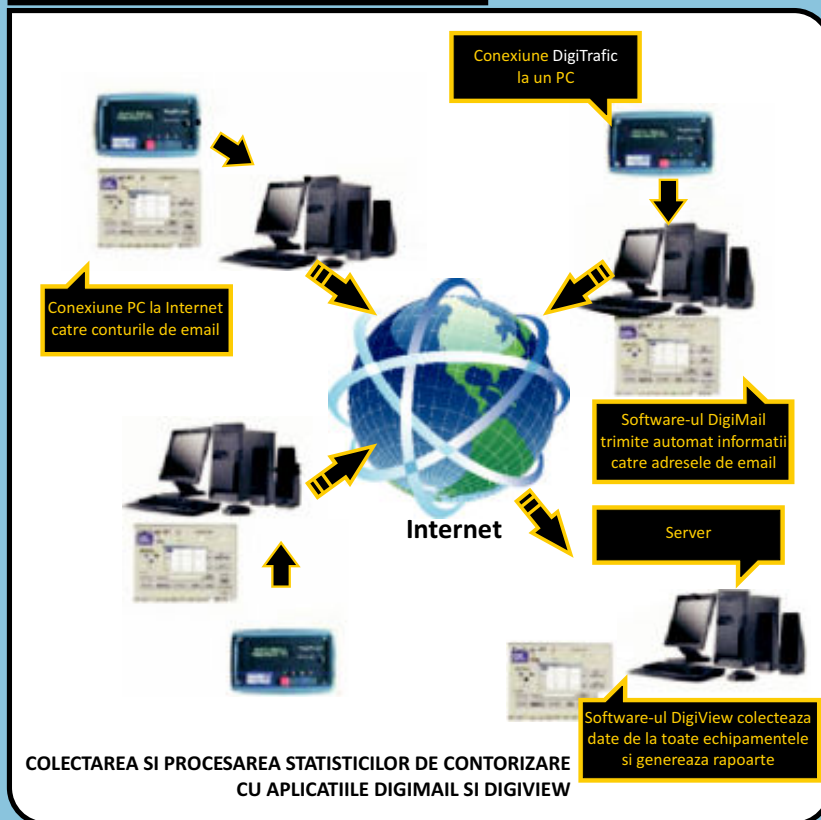 Conexiune DigiTrafic
la un PC
Conexiune PC la Internet
catre conturile de email
Software-ul DigiMail
trimite automat informatii
catre adresele de email
Internet
Server
Software-ul DigiView colecteaza
date de la toate echipamentele
si genereaza rapoarte
COLECTAREA SI PROCESAREA STATISTICILOR DE CONTORIZARE
CU APLICATIILE DIGIMAIL SI DIGIVIEW